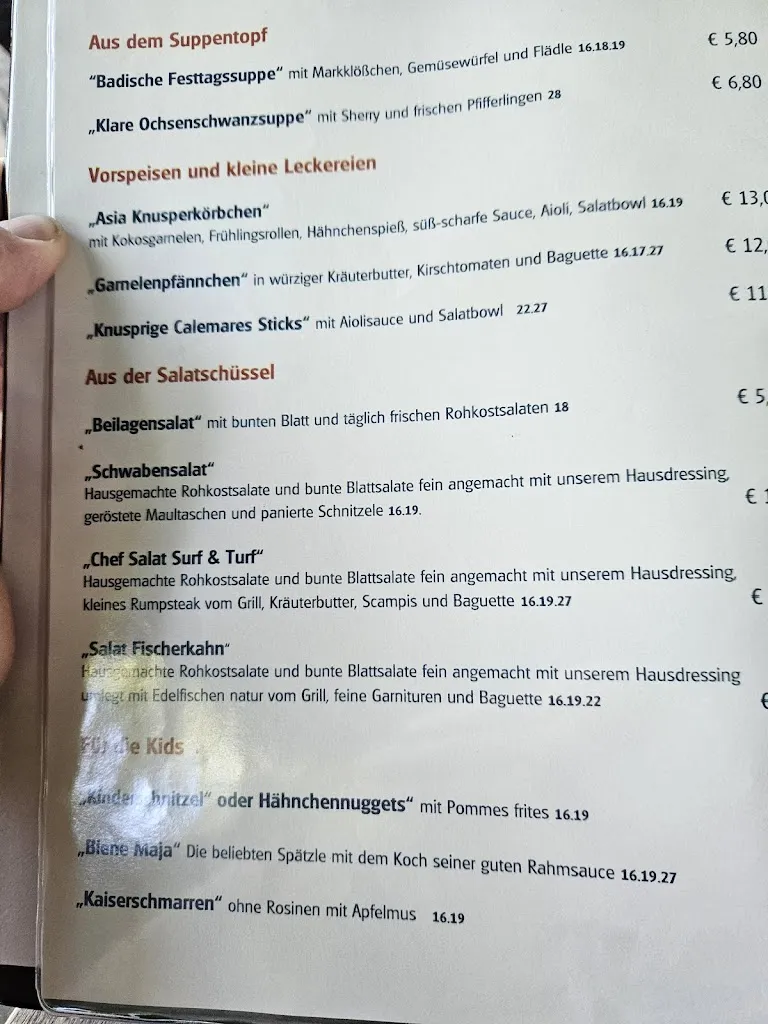 Aus dem Suppentopf
“Badische Festtagssuppe“ mit Markklößchen, Gemüsewürfel und Flädle 16.18.19 € 5,80
„Klare Ochsenschwanzsuppe“ mit Sherry und frischen Pfifferlingen 28 € 6,80
Vorspeisen und kleine Leckereien
„Asia Knusperkörbchen“
mit Kokosgarnelen, Frühlingsrollen, Hähnchenspieß, süß-scharfe Sauce, Aioli, Salatbowl 16.19 € 13,0
„Garnelenpfännchen“ in würziger Kräuterbutter, Kirschtomaten und Baguette 16.17.27 € 12,
„Knusprige Calemares Sticks“ mit Aiolisauce und Salatbowl 22.27 € 11
Aus der Salatschüssel
„Beilagensalat“ mit bunten Blatt und täglich frischen Rohkostsalaten 18 € 5,
„Schwabensalat“
Hausgemachte Rohkostsalate und bunte Blattsalate fein angemacht mit unserem Hausdressing,
geröstete Maultaschen und panierte Schnitzele 16.19. € 1
„Chef Salat Surf & Turf“
Hausgemachte Rohkostsalate und bunte Blattsalate fein angemacht mit unserem Hausdressing,
kleines Rumpsteak vom Grill, Kräuterbutter, Scampis und Baguette 16.19.27 €
„Salat Fischerkahn“
Hausgemachte Rohkostsalate und bunte Blattsalate fein angemacht mit unserem Hausdressing
umlegt mit Edelfischen natur vom Grill, feine Garnituren und Baguette 16.19.22 €
Für die Kids
„Kinderschnitzel“ oder Hähnchennuggets“ mit Pommes frites 16.19
„Biene Maja“ Die beliebten Spätzle mit dem Koch seiner guten Rahmsauce 16.19.27
„Kaiserschmarren“ ohne Rosinen mit Apfelmus 16.19